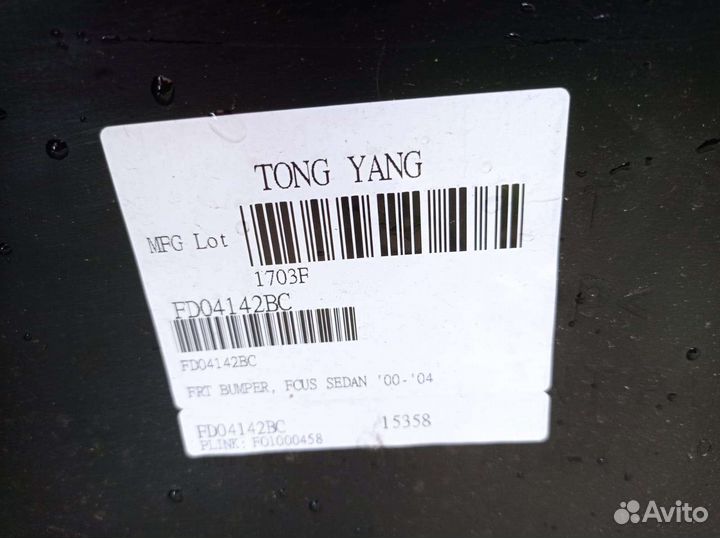 TONG YANG
MFG Lot
1703F
FD04142BC
FD04142BC
FRT BUMPER, FCUS SEDAN '00-'04
FD04142BC 15358
PLINK: FO1000458
Avito